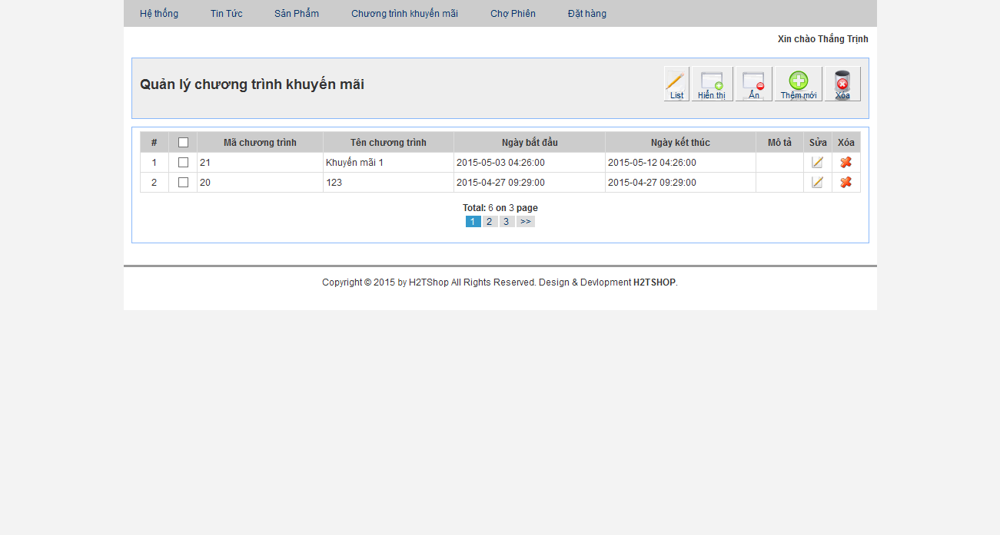 Hệ thống Tin Tức Sản Phẩm Chương trình khuyến mãi Chợ Phiên Đặt hàng
Xin chào Thắng Trịnh
Quản lý chương trình khuyến mãi
List Hiển thị Ẩn Thêm mới Xóa
# Mã chương trình Tên chương trình Ngày bắt đầu Ngày kết thúc Mô tả Sửa Xóa
1 21 Khuyến mãi 1 2015-05-03 04:26:00 2015-05-12 04:26:00
2 20 123 2015-04-27 09:29:00 2015-04-27 09:29:00
Total: 6 on 3 page
1 2 3 >>
Copyright © 2015 by H2TShop All Rights Reserved. Design & Devlopment H2TSHOP.